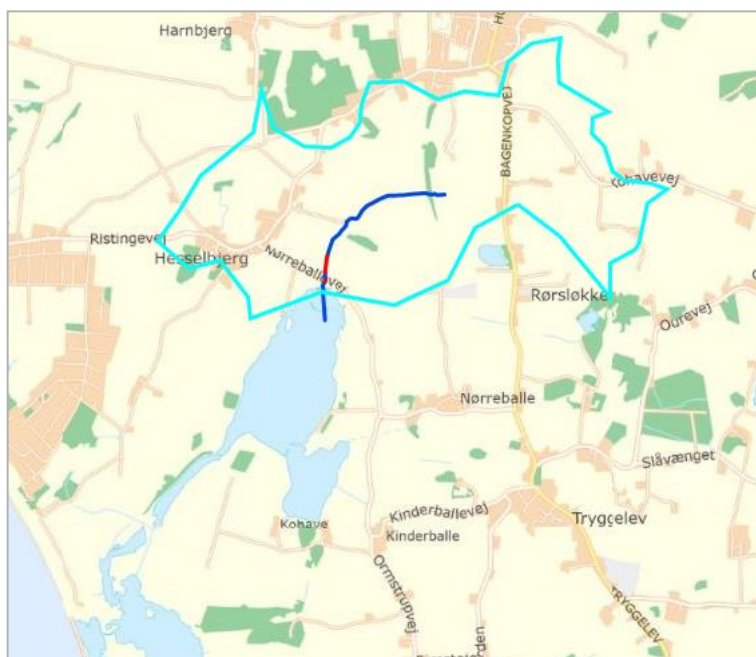 Harnbjerg
BAGENKOPVEJ
Kohavevej
Ristingevej
Nørreballevej
Hesselbjerg
Rørsløkke
Ourevej
Nørreballe
Slåvænget
Kinderballevej
Tryggelev
Kohave
Kinderballe
Ormstrupvej
TRYGGELEV